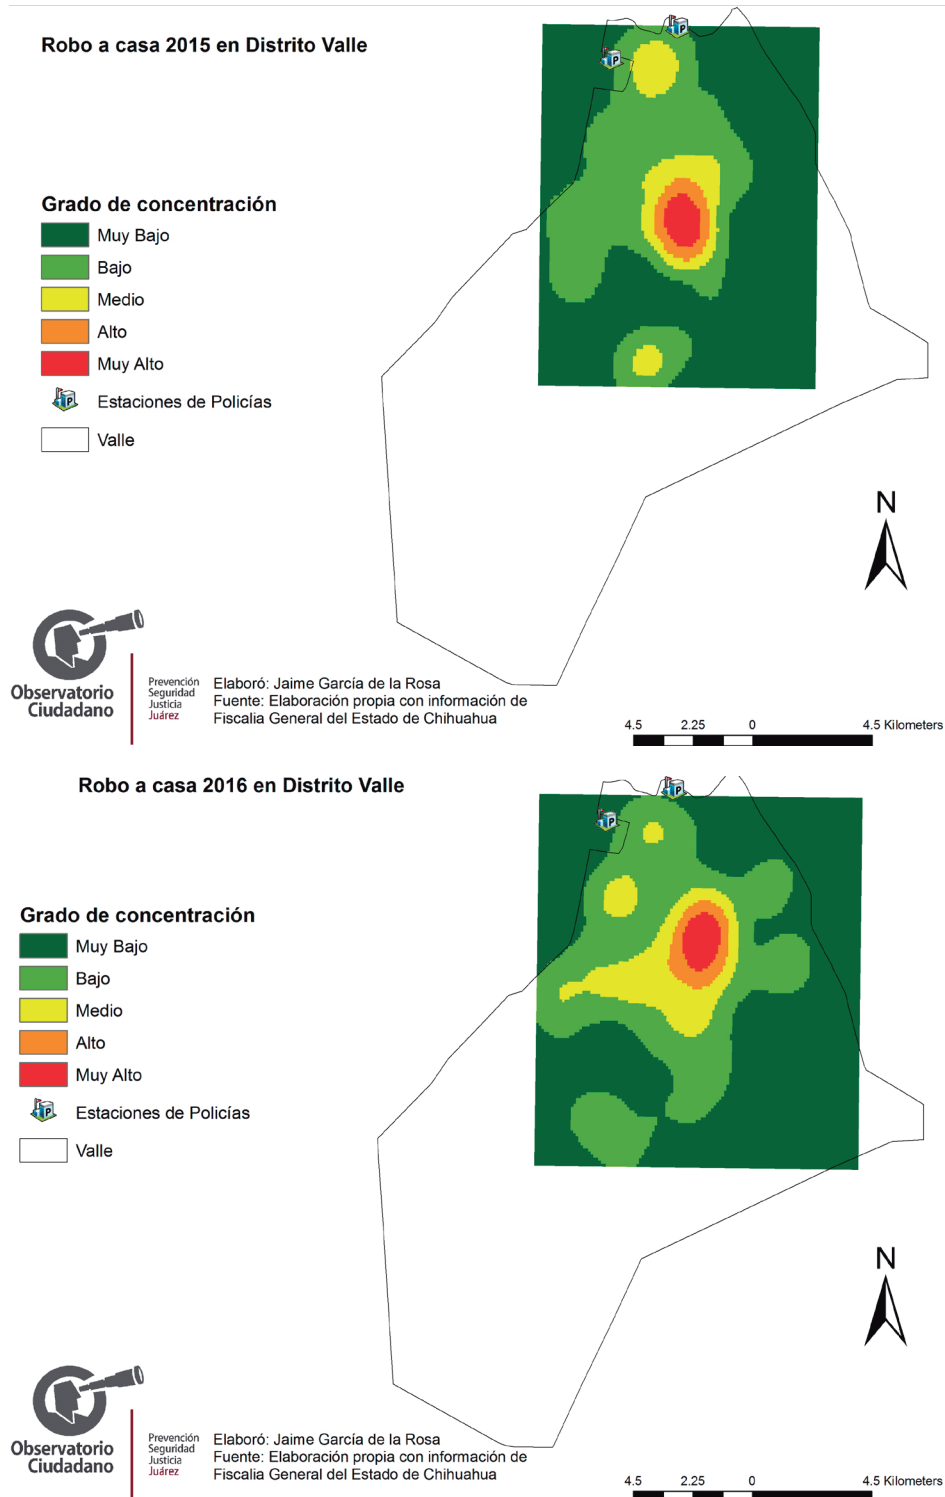 Robo a casa 2015 en Distrito Valle
Grado de concentración
Muy Bajo
Bajo
Medio
Alto
Muy Alto
Estaciones de Policías
Valle
N
Observatorio
Ciudadano
Prevención
Seguridad
Justicia
Juárez
Elaboró: Jaime García de la Rosa
Fuente: Elaboración propia con información de
Fiscalia General del Estado de Chihuahua
4.5 2.25 0 4.5 Kilometers
Robo a casa 2016 en Distrito Valle
Grado de concentración
Muy Bajo
Bajo
Medio
Alto
Muy Alto
Estaciones de Policías
Valle
N
Observatorio
Ciudadano
Prevención
Seguridad
Justicia
Juárez
Elaboró: Jaime García de la Rosa
Fuente: Elaboración propia con información de
Fiscalia General del Estado de Chihuahua
4.5 2.25 0 4.5 Kilometers